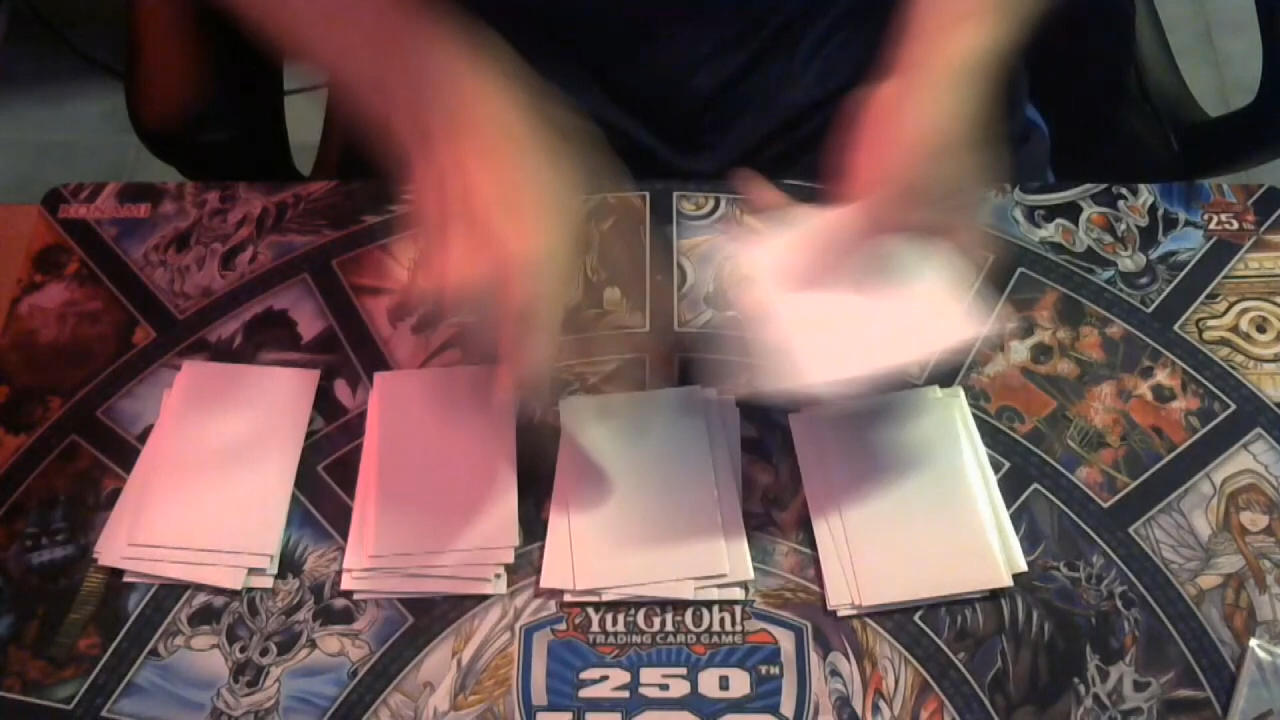 KONAMI
25th
Yu-Gi-Oh!
TRADING CARD GAME
250TH